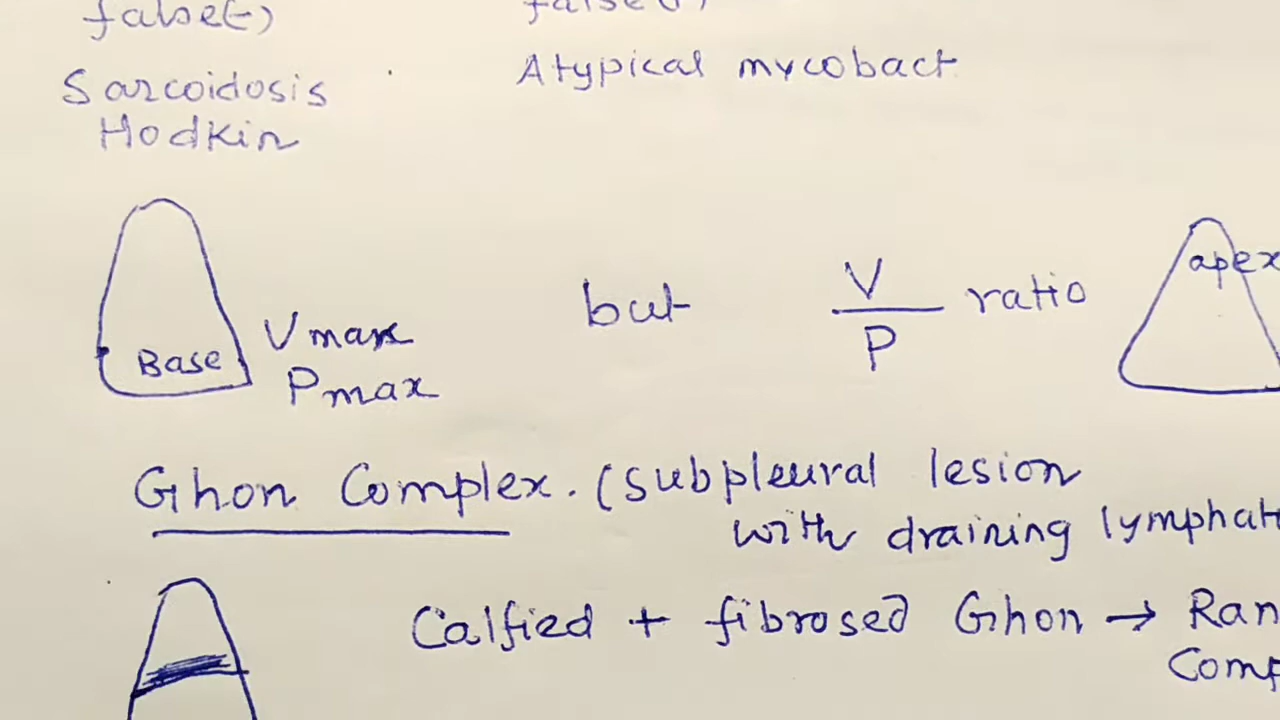 false(-) false(+)
Sarcoidosis Atypical mycobact
Hodkin
Base Vmax
Pmax
but V/P ratio apex
Ghon Complex. (subpleural lesion
with draining lymphat
Calfied + fibrosed Ghon → Ran
Comp